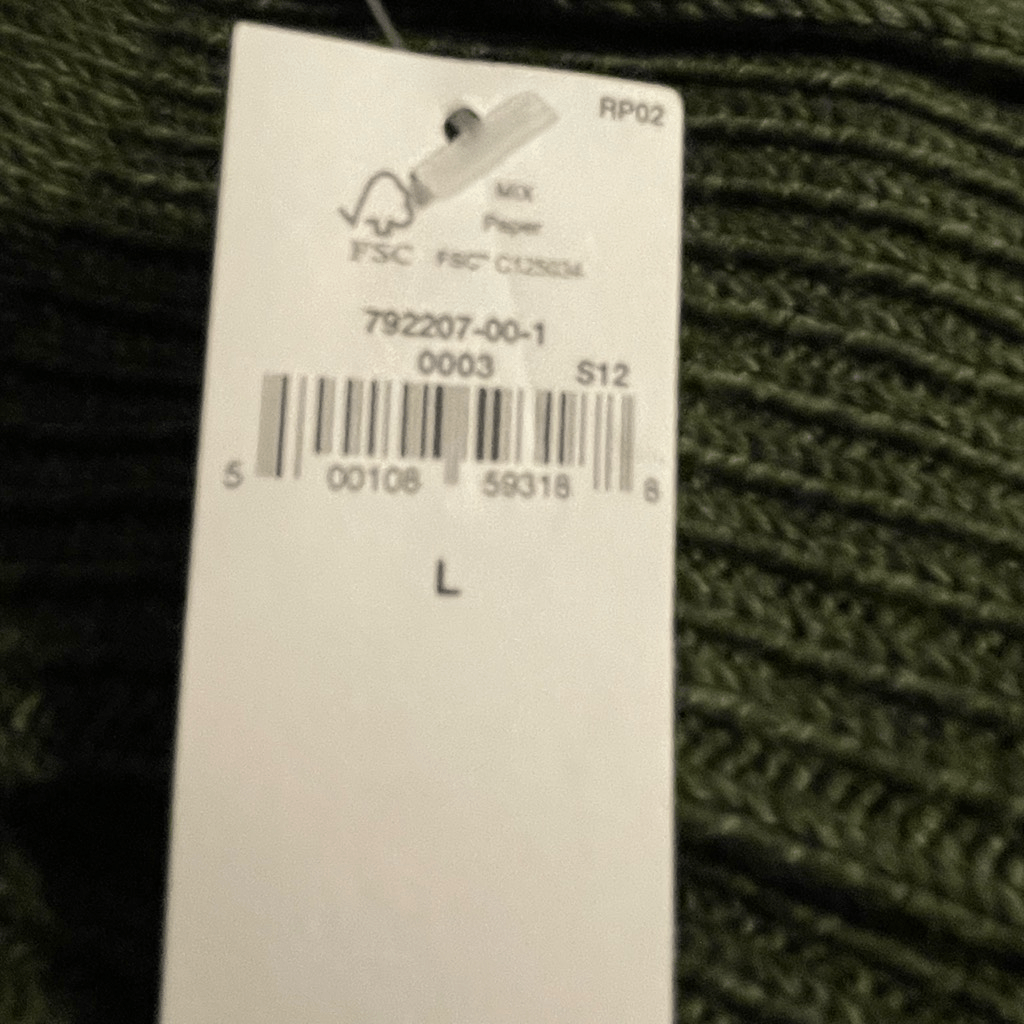 RP02
MIX
Paper
FSC FSC™ C125034
792207-00-1
0003
S12
5 00108 59318 8
L